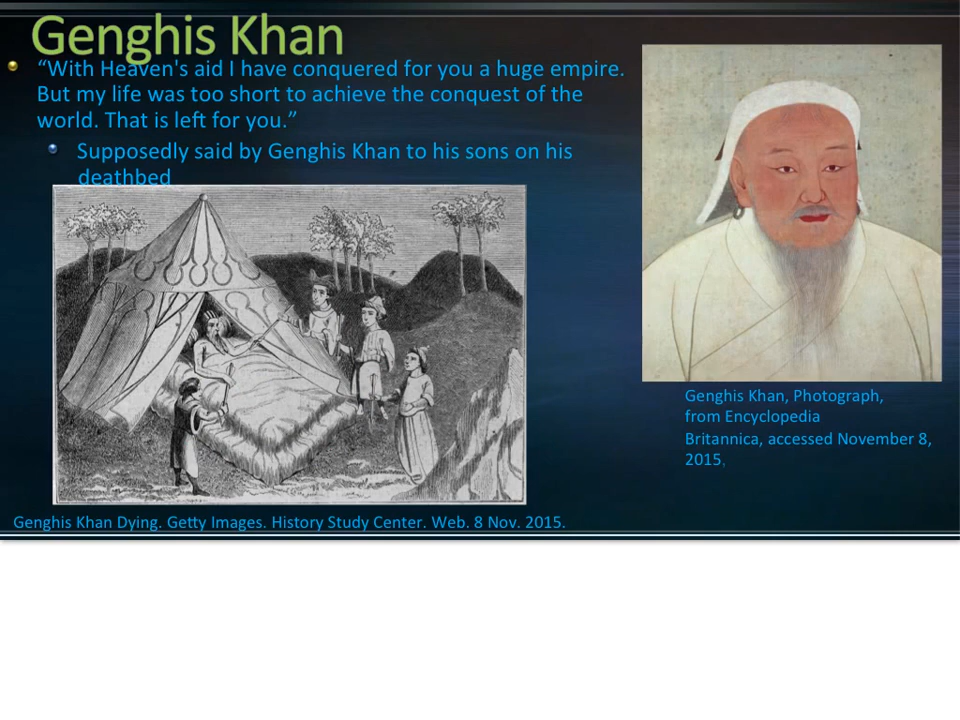 Genghis Khan
“With Heaven's aid I have conquered for you a huge empire.
But my life was too short to achieve the conquest of the
world. That is left for you.”
Supposedly said by Genghis Khan to his sons on his
deathbed
Genghis Khan, Photograph,
from Encyclopedia
Britannica, accessed November 8,
2015,
Genghis Khan Dying. Getty Images. History Study Center. Web. 8 Nov. 2015.